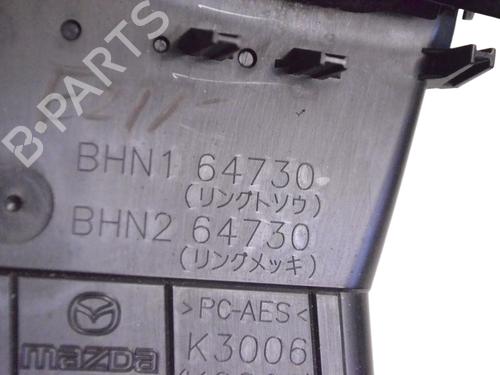 B-PARTS
BHN1 64730
(リングトソウ)
BHN2 64730
(リングメッキ)
>PC-AES<
mazda
K3006